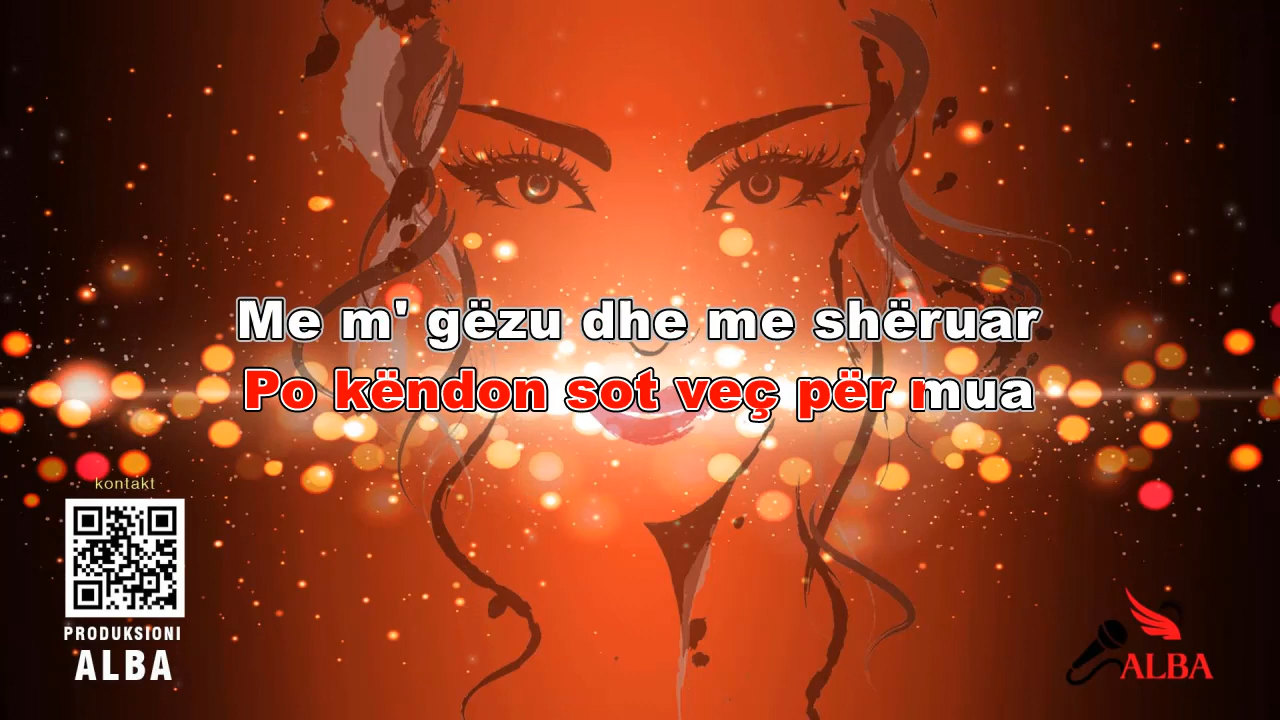 Me m' gëzu dhe me shëruar
Po këndon sot veç për mua
kontakt
PRODUKSIONI
ALBA
ALBA